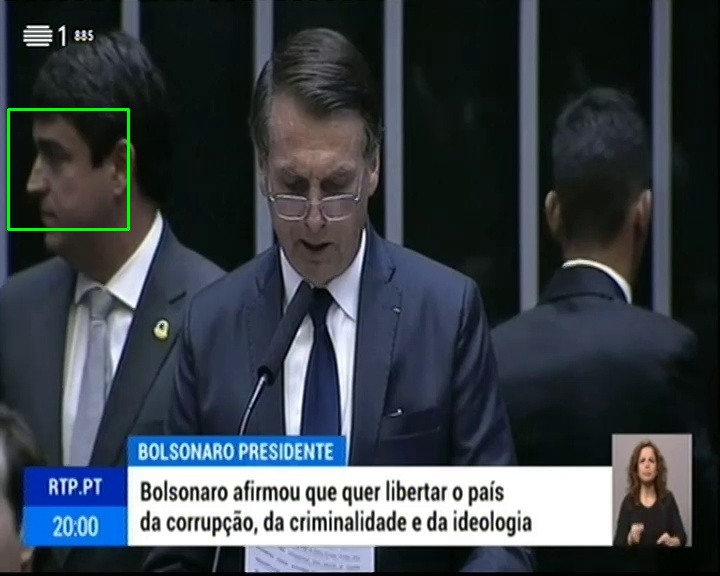 1 885
BOLSONARO PRESIDENTE
RTP.PT
20:00
Bolsonaro afirmou que quer libertar o país
da corrupção, da criminalidade e da ideologia